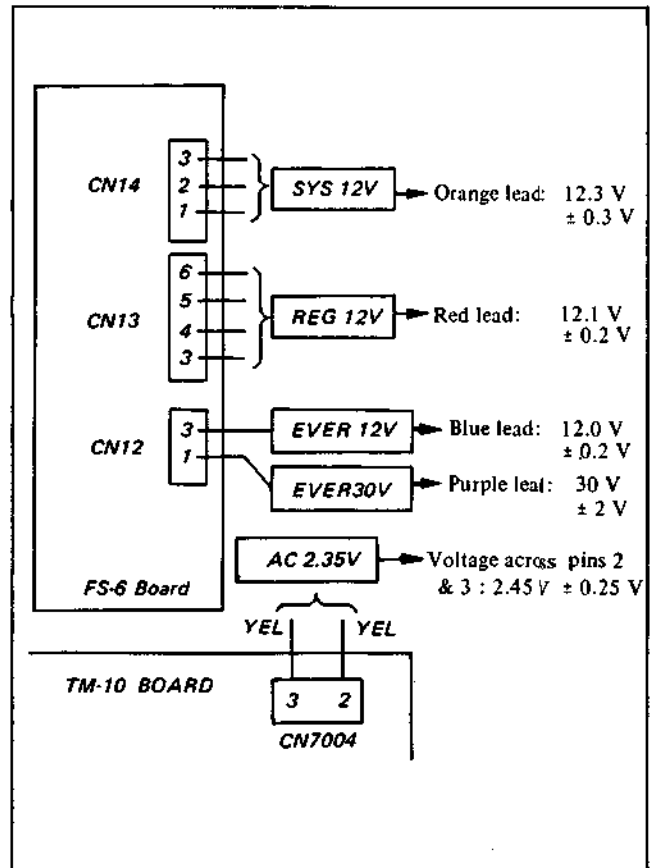 3
CN14 2 SYS 12V Orange lead: 12.3 V
1 ± 0.3 V
6
5
CN13 REG 12V Red lead: 12.1 V
4 ± 0.2 V
3
3 EVER 12V Blue lead: 12.0 V
CN12 ± 0.2 V
1 EVER30V Purple leat: 30 V
± 2 V
AC 2.35V Voltage across pins 2
FS-6 Board & 3 : 2.45 V ± 0.25 V
YEL YEL
TM-10 BOARD
3 2
CN7004